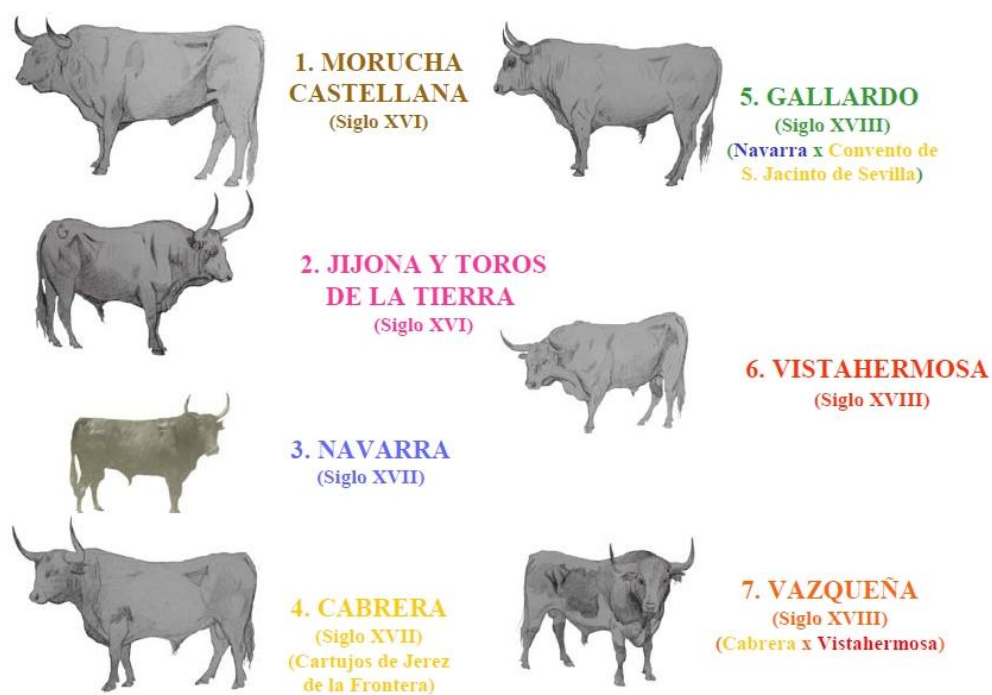 1. MORUCHA
CASTELLANA
(Siglo XVI)
2. JIJONA Y TOROS
DE LA TIERRA
(Siglo XVI)
3. NAVARRA
(Siglo XVII)
4. CABRERA
(Siglo XVII)
(Cartujos de Jerez
de la Frontera)
5. GALLARDO
(Siglo XVIII)
(Navarra x Convento de
S. Jacinto de Sevilla)
6. VISTAHERMOSA
(Siglo XVIII)
7. VAZQUEÑA
(Siglo XVIII)
(Cabrera x Vistahermosa)